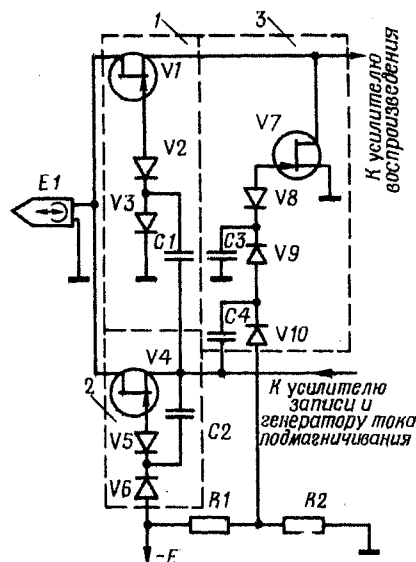 1
3
V1
V7
К усилителю
воспроизведения
V2
V8
E1
V3
C1
C3
V9
C4
V10
V4
2
К усилителю
записи и
генератору тока
подмагничивания
C2
V5
V6
R1
R2
-E